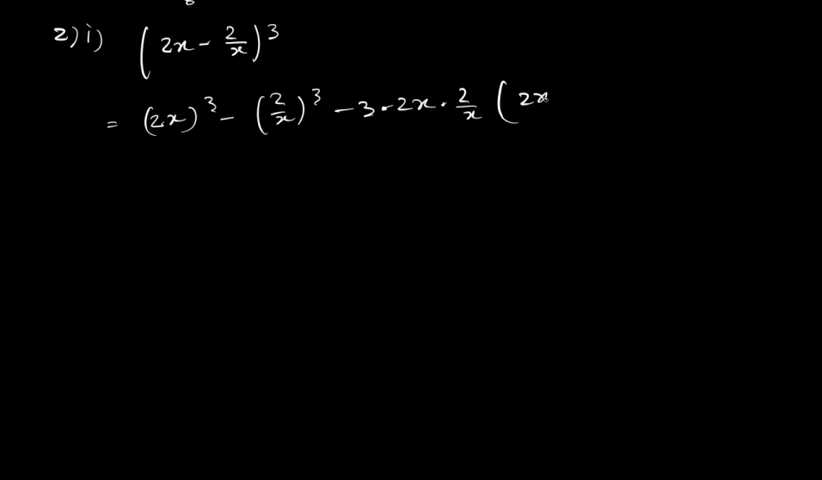 2) i) (2x - 2/x)^3
= (2x)^3 - (2/x)^3 - 3 · 2x · 2/x (2x